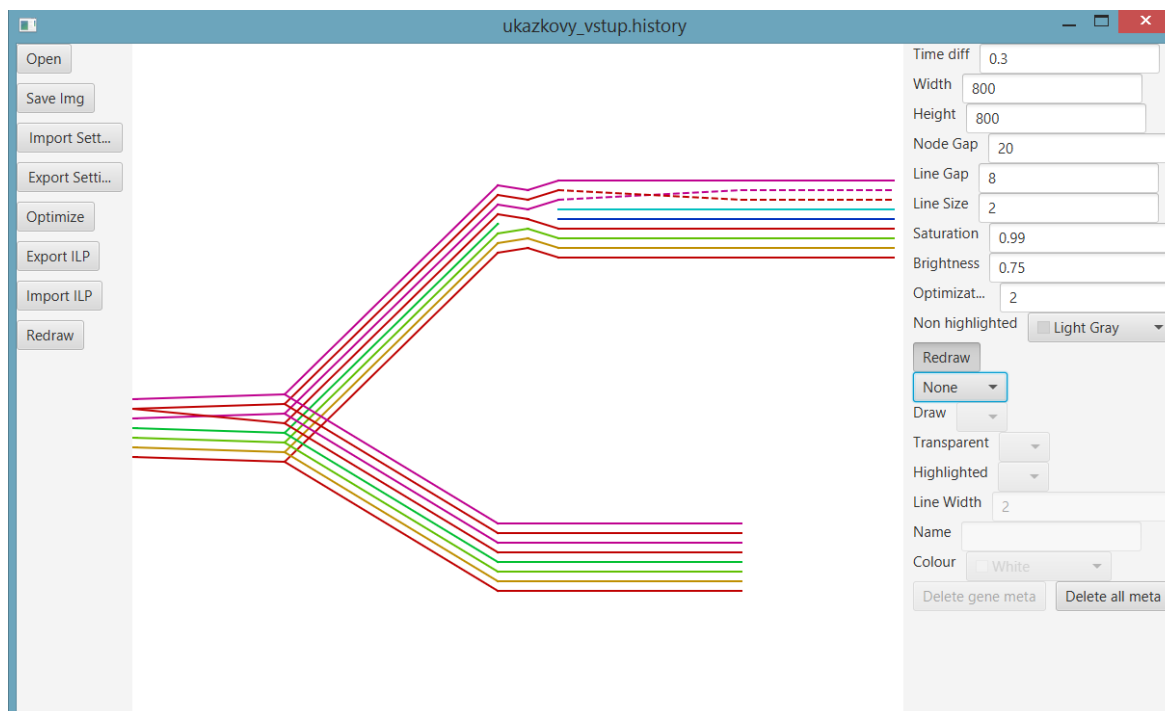 ukazkovy_vstup.history
Open
Save Img
Import Sett...
Export Setti...
Optimize
Export ILP
Import ILP
Redraw
Time diff 0.3
Width 800
Height 800
Node Gap 20
Line Gap 8
Line Size 2
Saturation 0.99
Brightness 0.75
Optimizat... 2
Non highlighted Light Gray
Redraw
None
Draw
Transparent
Highlighted
Line Width 2
Name
Colour White
Delete gene meta Delete all meta